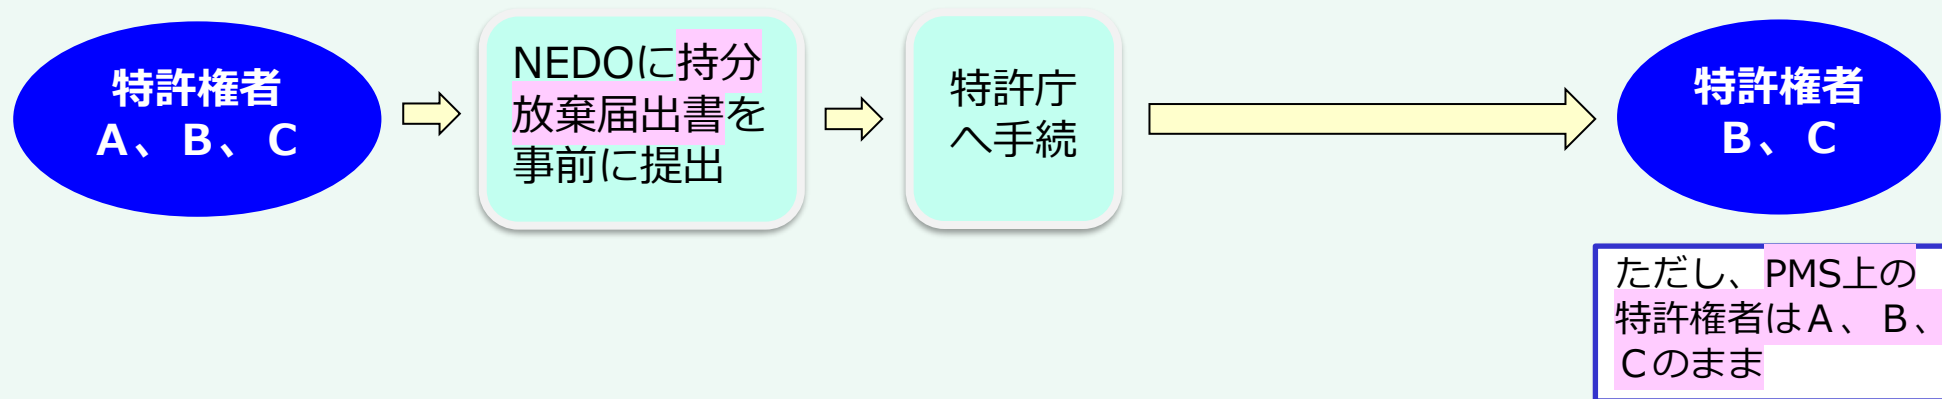 特許権者
A、B、C
NEDOに持分
放棄届出書を
事前に提出
特許庁
へ手続
特許権者
B、C
ただし、PMS上の
特許権者はA、B、
Cのまま